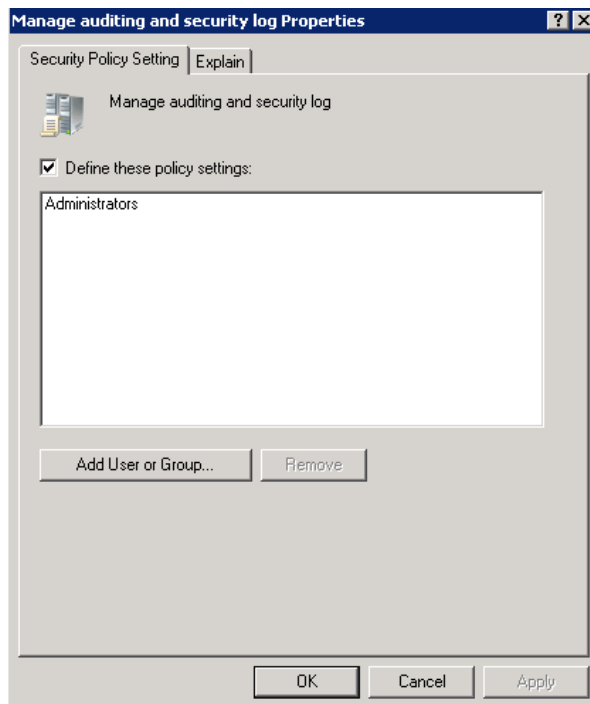 Manage auditing and security log Properties
Security Policy Setting
Explain
Manage auditing and security log
Define these policy settings:
Administrators
Add User or Group...
Remove
OK
Cancel
Apply